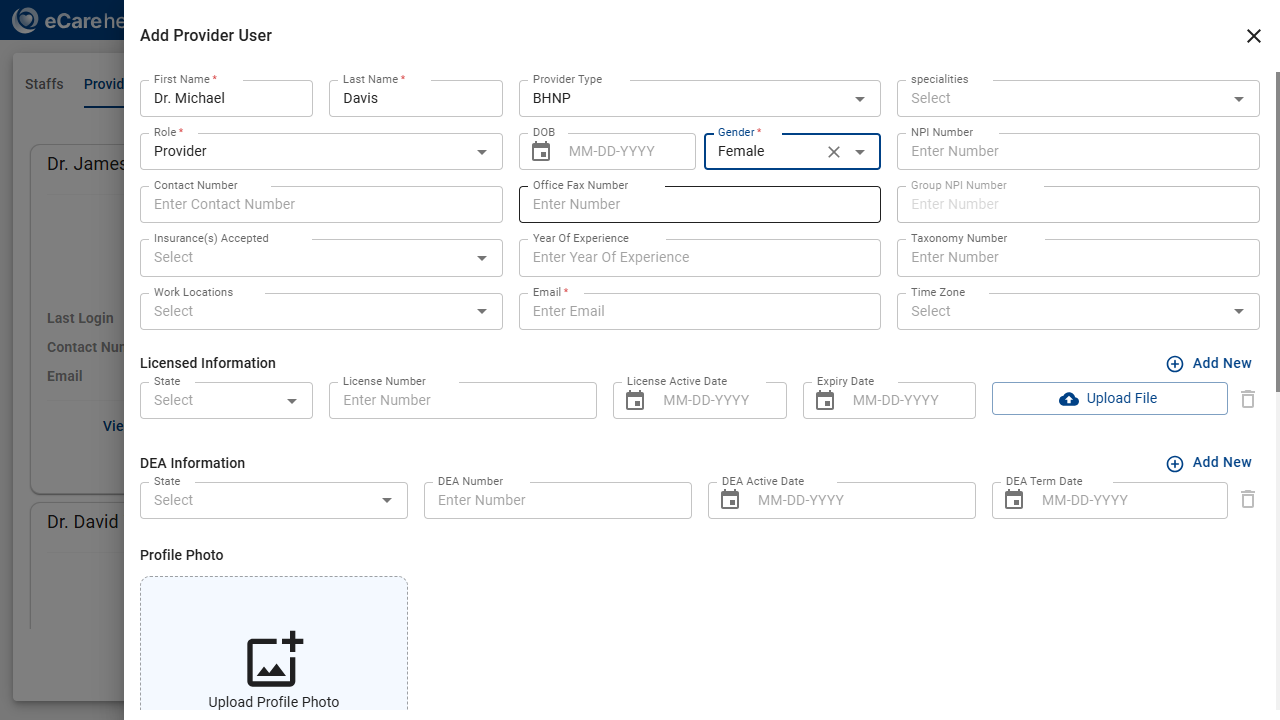 eCare he
Add Provider User
Staffs
Provid
First Name *
Dr. Michael
Last Name *
Davis
Provider Type
BHNP
specialities
Select
Role *
Provider
DOB
MM-DD-YYYY
Gender *
Female
NPI Number
Enter Number
Contact Number
Enter Contact Number
Office Fax Number
Enter Number
Group NPI Number
Enter Number
Insurance(s) Accepted
Select
Year Of Experience
Enter Year Of Experience
Taxonomy Number
Enter Number
Work Locations
Select
Email *
Enter Email
Time Zone
Select
Dr. James
Last Login
Contact Nur
Email
Vie
Dr. David
Licensed Information
Add New
State
Select
License Number
Enter Number
License Active Date
MM-DD-YYYY
Expiry Date
MM-DD-YYYY
Upload File
DEA Information
Add New
State
Select
DEA Number
Enter Number
DEA Active Date
MM-DD-YYYY
DEA Term Date
MM-DD-YYYY
Profile Photo
Upload Profile Photo